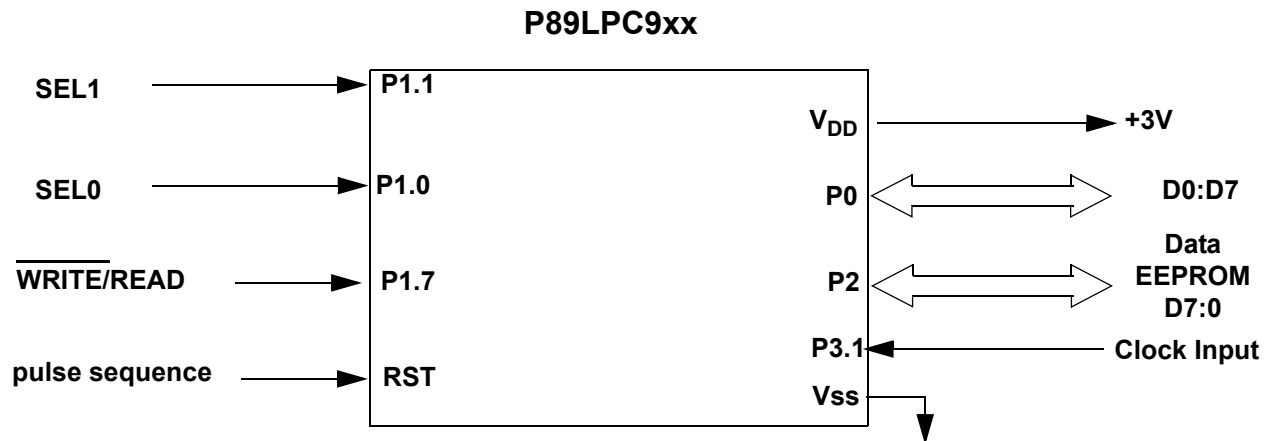 P89LPC9xx
SEL1
P1.1
VDD
+3V
SEL0
P1.0
P0
D0:D7
WRITE/READ
P1.7
P2
Data
EEPROM
D7:0
P3.1
Clock Input
pulse sequence
RST
Vss